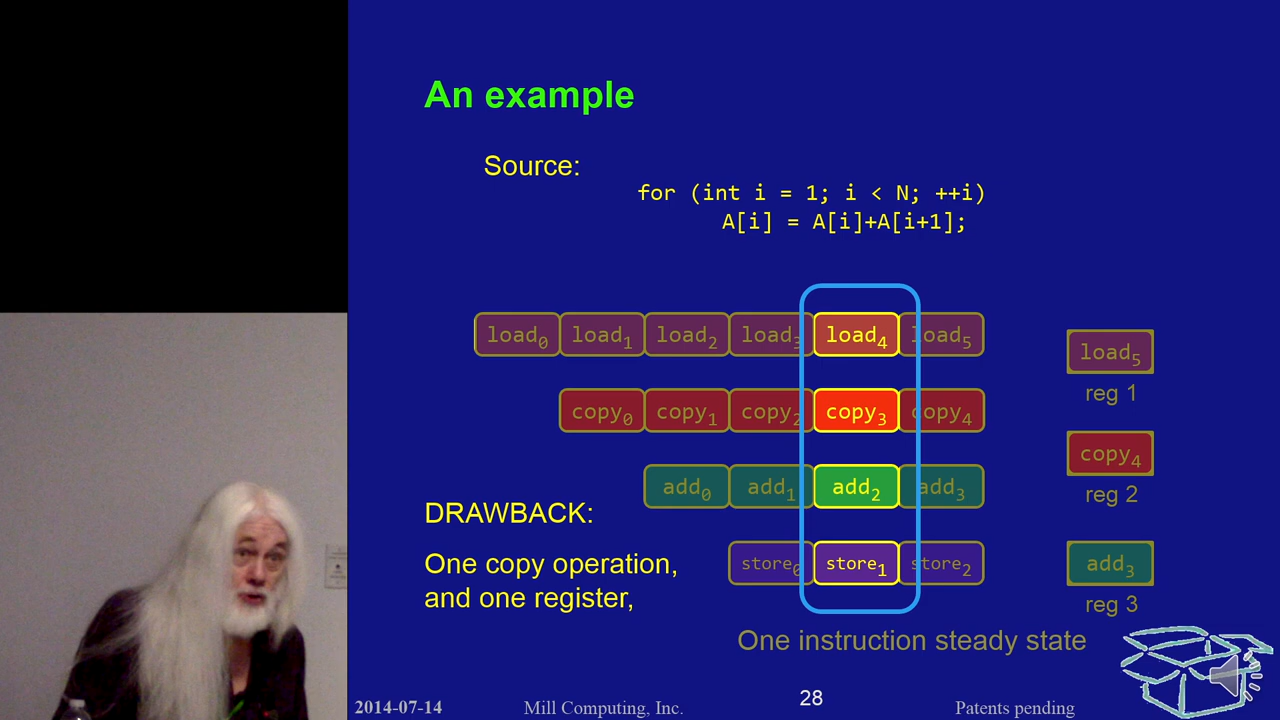 An example
Source:
for (int i = 1; i < N; ++i)
A[i] = A[i]+A[i+1];
load0 load1 load2 load3 load4 load5
load5
reg 1
copy0 copy1 copy2 copy3 copy4
copy4
reg 2
add0 add1 add2 add3
DRAWBACK:
One copy operation,
and one register,
store0 store1 store2
add3
reg 3
One instruction steady state
2014-07-14 Mill Computing, Inc. 28 Patents pending